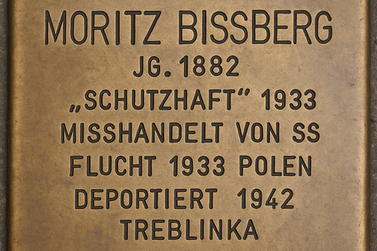 MORITZ BISSBERG
JG. 1882
„SCHUTZHAFT" 1933
MISSHANDELT VON SS
FLUCHT 1933 POLEN
DEPORTIERT 1942
TREBLINKA